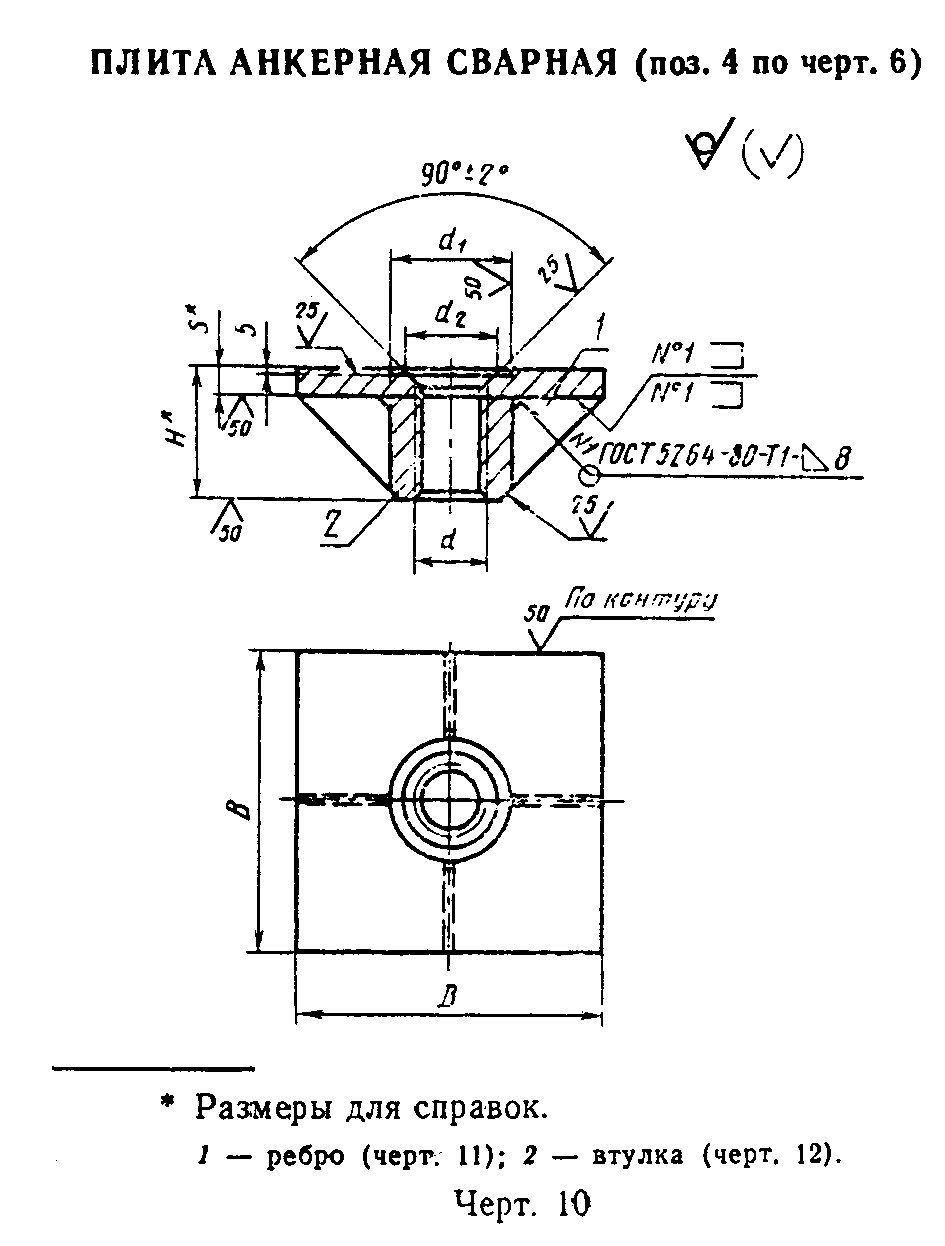 ПЛИТА АНКЕРНАЯ СВАРНАЯ (поз. 4 по черт. 6)
90°±2°
d1
50
25
d2
S*
5
25
1
№1
№1
50
H*
№1 ГОСТ 5264-80-Т1-◺8
50
2
25
d
50 По контуру
B
B
* Размеры для справок.
1 — ребро (черт. 11); 2 — втулка (черт. 12).
Черт. 10